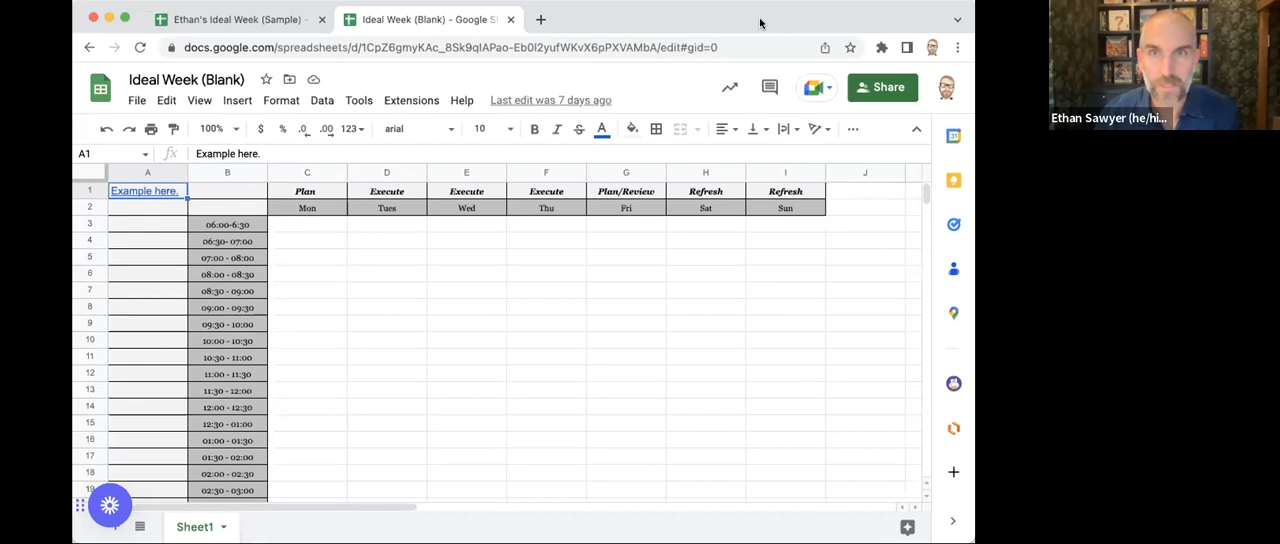 Ethan's Ideal Week (Sample) -
Ideal Week (Blank) - Google S
docs.google.com/spreadsheets/d/1CpZ6gmyKAc_8Sk9qIAPao-Eb0I2yufWKvX6pPXVAMbA/edit#gid=0
Ideal Week (Blank)
File Edit View Insert Format Data Tools Extensions Help Last edit was 7 days ago
Share
100% $ % .0 .00 123 arial 10 B I S A
A1 fx Example here.
A B C D E F G H I J
1 Example here. Plan Execute Execute Execute Plan/Review Refresh Refresh
2 Mon Tues Wed Thu Fri Sat Sun
3 06:00-6:30
4 06:30- 07:00
5 07:00 - 08:00
6 08:00 - 08:30
7 08:30 - 09:00
8 09:00 - 09:30
9 09:30 - 10:00
10 10:00 - 10:30
11 10:30 - 11:00
12 11:00 - 11:30
13 11:30 - 12:00
14 12:00 - 12:30
15 12:30 - 01:00
16 01:00 - 01:30
17 01:30 - 02:00
18 02:00 - 02:30
19 02:30 - 03:00
Sheet1
Ethan Sawyer (he/hi...